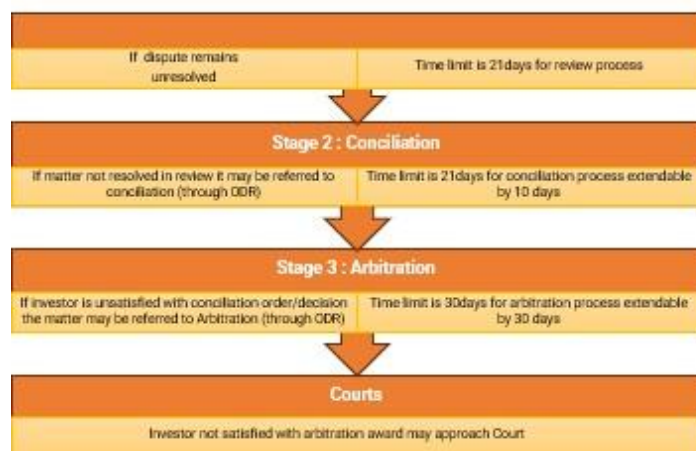 If dispute remains
unresolved
Time limit is 21days for review process
Stage 2 : Conciliation
If matter not resolved in review it may be referred to
conciliation (through ODR)
Time limit is 21days for conciliation process extendable
by 10 days
Stage 3 : Arbitration
If investor is unsatisfied with conciliation order/decision
the matter may be referred to Arbitration (through ODR)
Time limit is 30days for arbitration process extendable
by 30 days
Courts
Investor not satisfied with arbitration award may approach Court